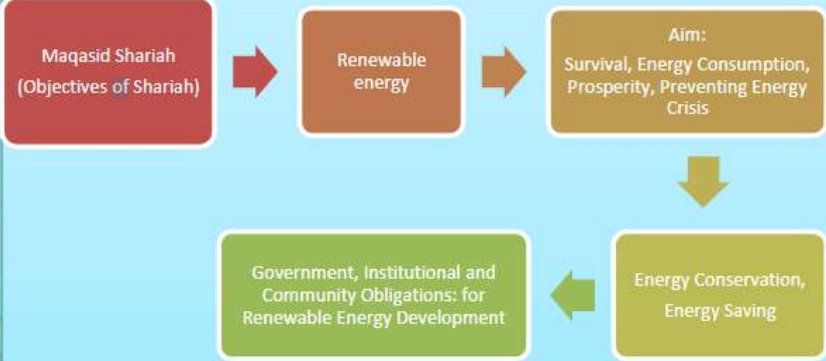 Maqasid Shariah
(Objectives of Shariah)
Renewable
energy
Aim:
Survival, Energy Consumption,
Prosperity, Preventing Energy
Crisis
Energy Conservation,
Energy Saving
Government, Institutional and
Community Obligations: for
Renewable Energy Development